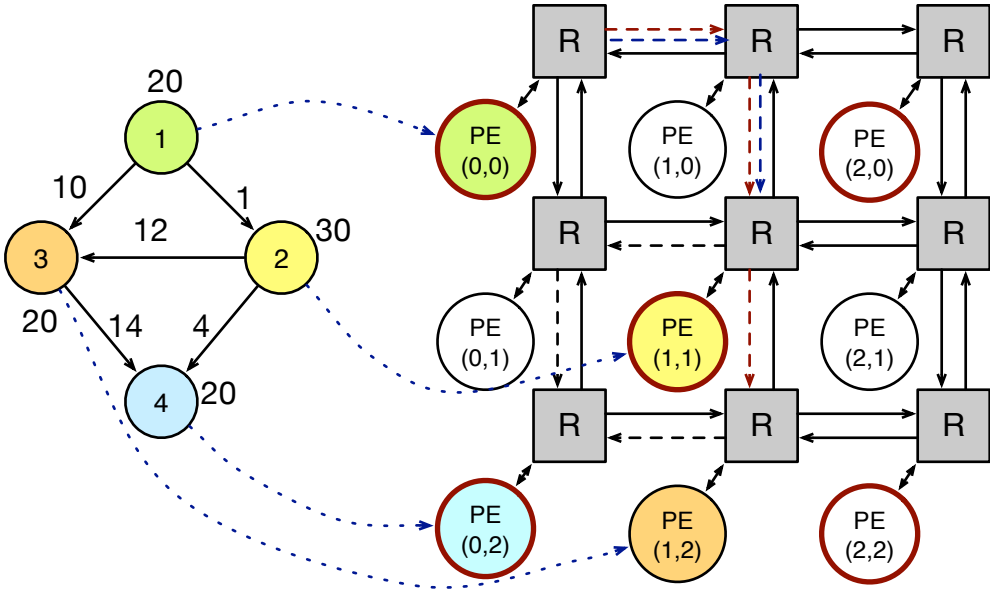 20
1
10
1
12
3
2
30
20
14
4
4
20
R
R
R
PE
(0,0)
PE
(1,0)
PE
(2,0)
R
R
R
PE
(0,1)
PE
(1,1)
PE
(2,1)
R
R
R
PE
(0,2)
PE
(1,2)
PE
(2,2)